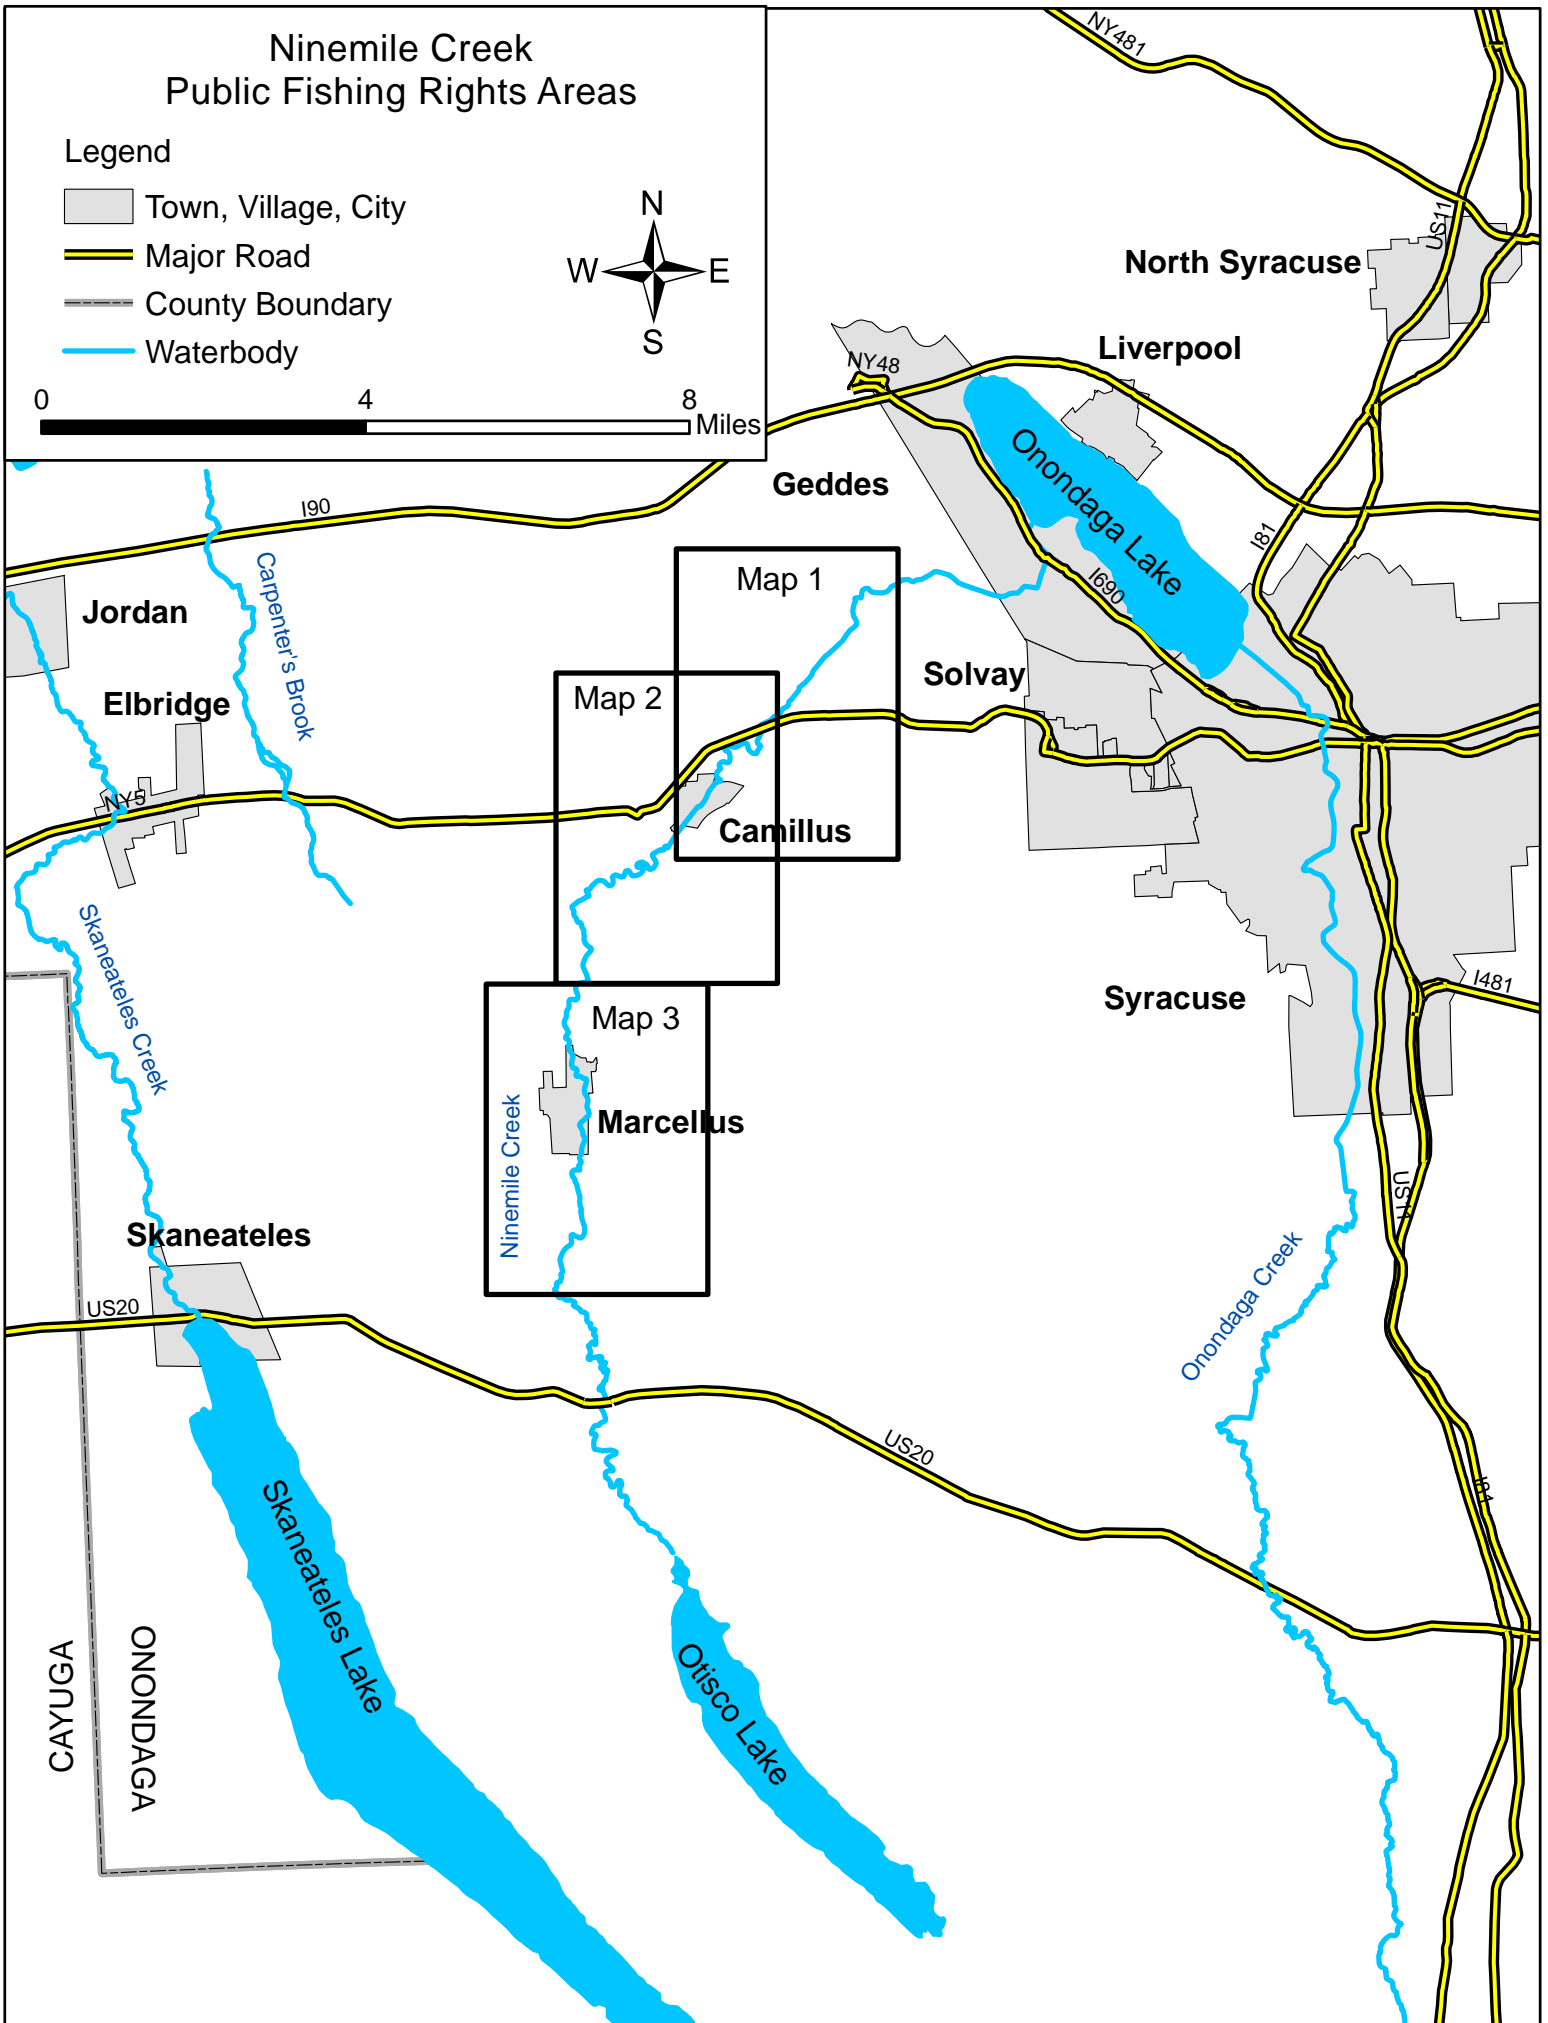 Ninemile Creek
Public Fishing Rights Areas
Legend
Town, Village, City
Major Road
County Boundary
Waterbody
N
W
E
S
0
4
8
Miles
NY481
US11
North Syracuse
Liverpool
NY48
Onondaga Lake
Geddes
I90
I81
Carpenter's Brook
Map 1
I690
Jordan
Solvay
Map 2
Elbridge
NY5
Camillus
Skaneateles Creek
I481
Syracuse
Map 3
Ninemile Creek
Marcellus
US11
Skaneateles
Onondaga Creek
US20
US20
I81
Skaneateles Lake
Otisco Lake
CAYUGA
ONONDAGA